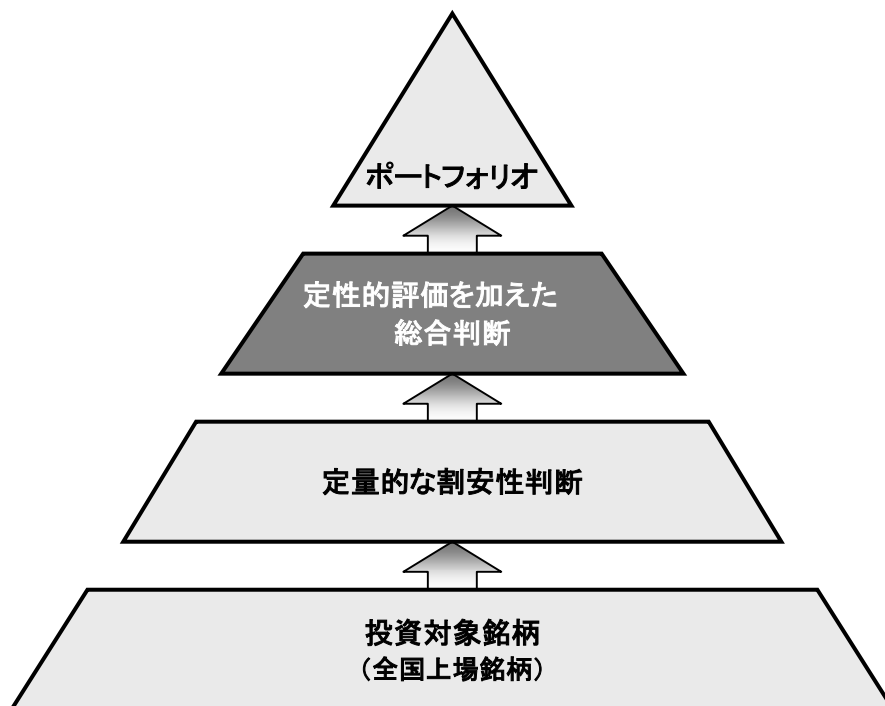 ポートフォリオ
定性的評価を加えた
総合判断
定量的な割安性判断
投資対象銘柄
（全国上場銘柄）